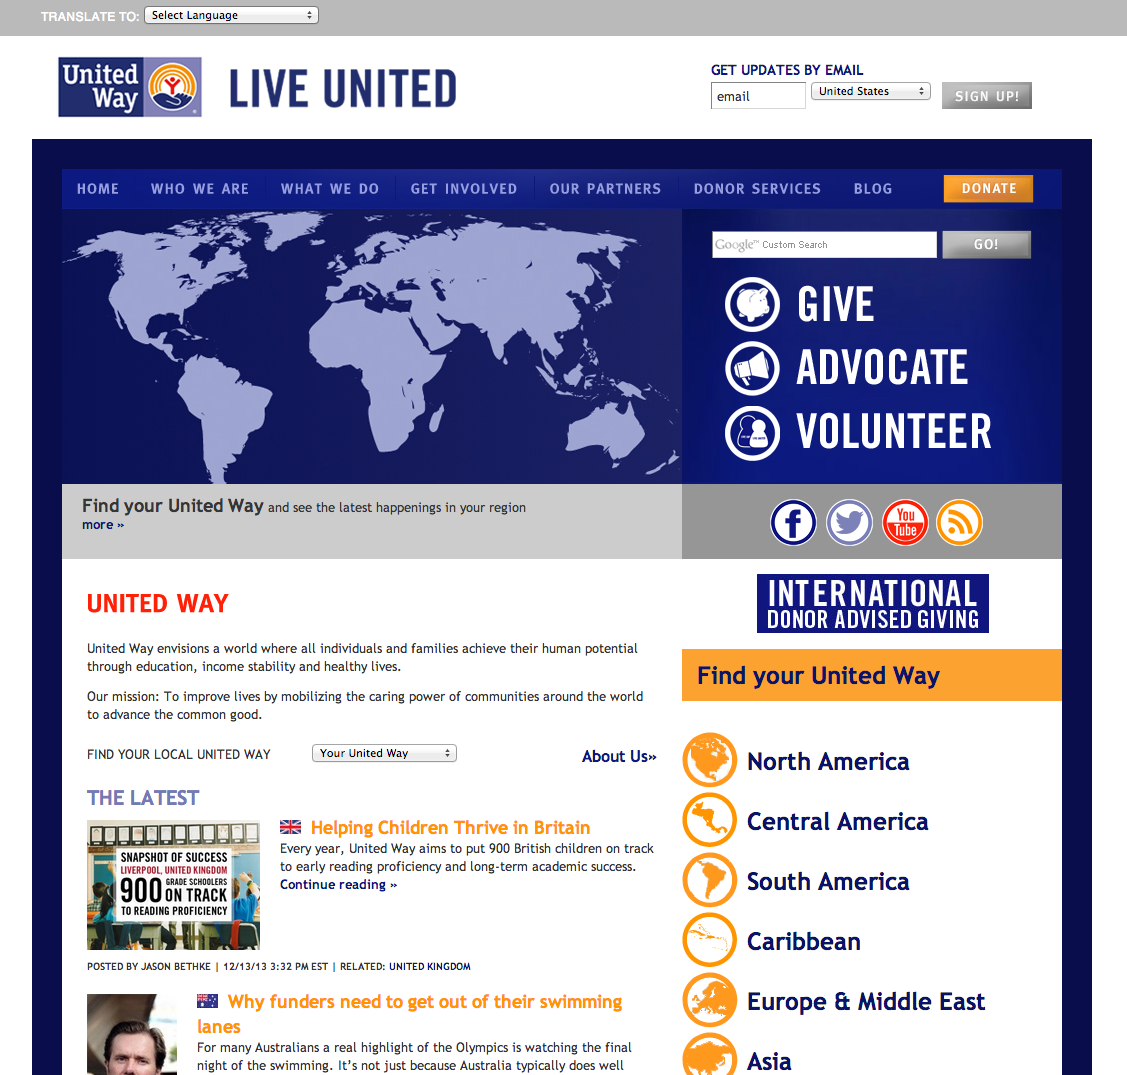 TRANSLATE TO: Select Language
United Way
LIVE UNITED
GET UPDATES BY EMAIL
email United States SIGN UP!
HOME WHO WE ARE WHAT WE DO GET INVOLVED OUR PARTNERS DONOR SERVICES BLOG DONATE
Google™ Custom Search GO!
GIVE
ADVOCATE
VOLUNTEER
Find your United Way and see the latest happenings in your region
more »
You
Tube
INTERNATIONAL
DONOR ADVISED GIVING
UNITED WAY
United Way envisions a world where all individuals and families achieve their human potential
through education, income stability and healthy lives.
Our mission: To improve lives by mobilizing the caring power of communities around the world
to advance the common good.
FIND YOUR LOCAL UNITED WAY Your United Way About Us»
THE LATEST
SNAPSHOT OF SUCCESS
LIVERPOOL, UNITED KINGDOM
900 GRADE SCHOOLERS
ON TRACK
TO READING PROFICIENCY
Helping Children Thrive in Britain
Every year, United Way aims to put 900 British children on track
to early reading proficiency and long-term academic success.
Continue reading »
POSTED BY JASON BETHKE | 12/13/13 3:32 PM EST | RELATED: UNITED KINGDOM
Why funders need to get out of their swimming
lanes
For many Australians a real highlight of the Olympics is watching the final
night of the swimming. It's not just because Australia typically does well
Find your United Way
North America
Central America
South America
Caribbean
Europe & Middle East
Asia